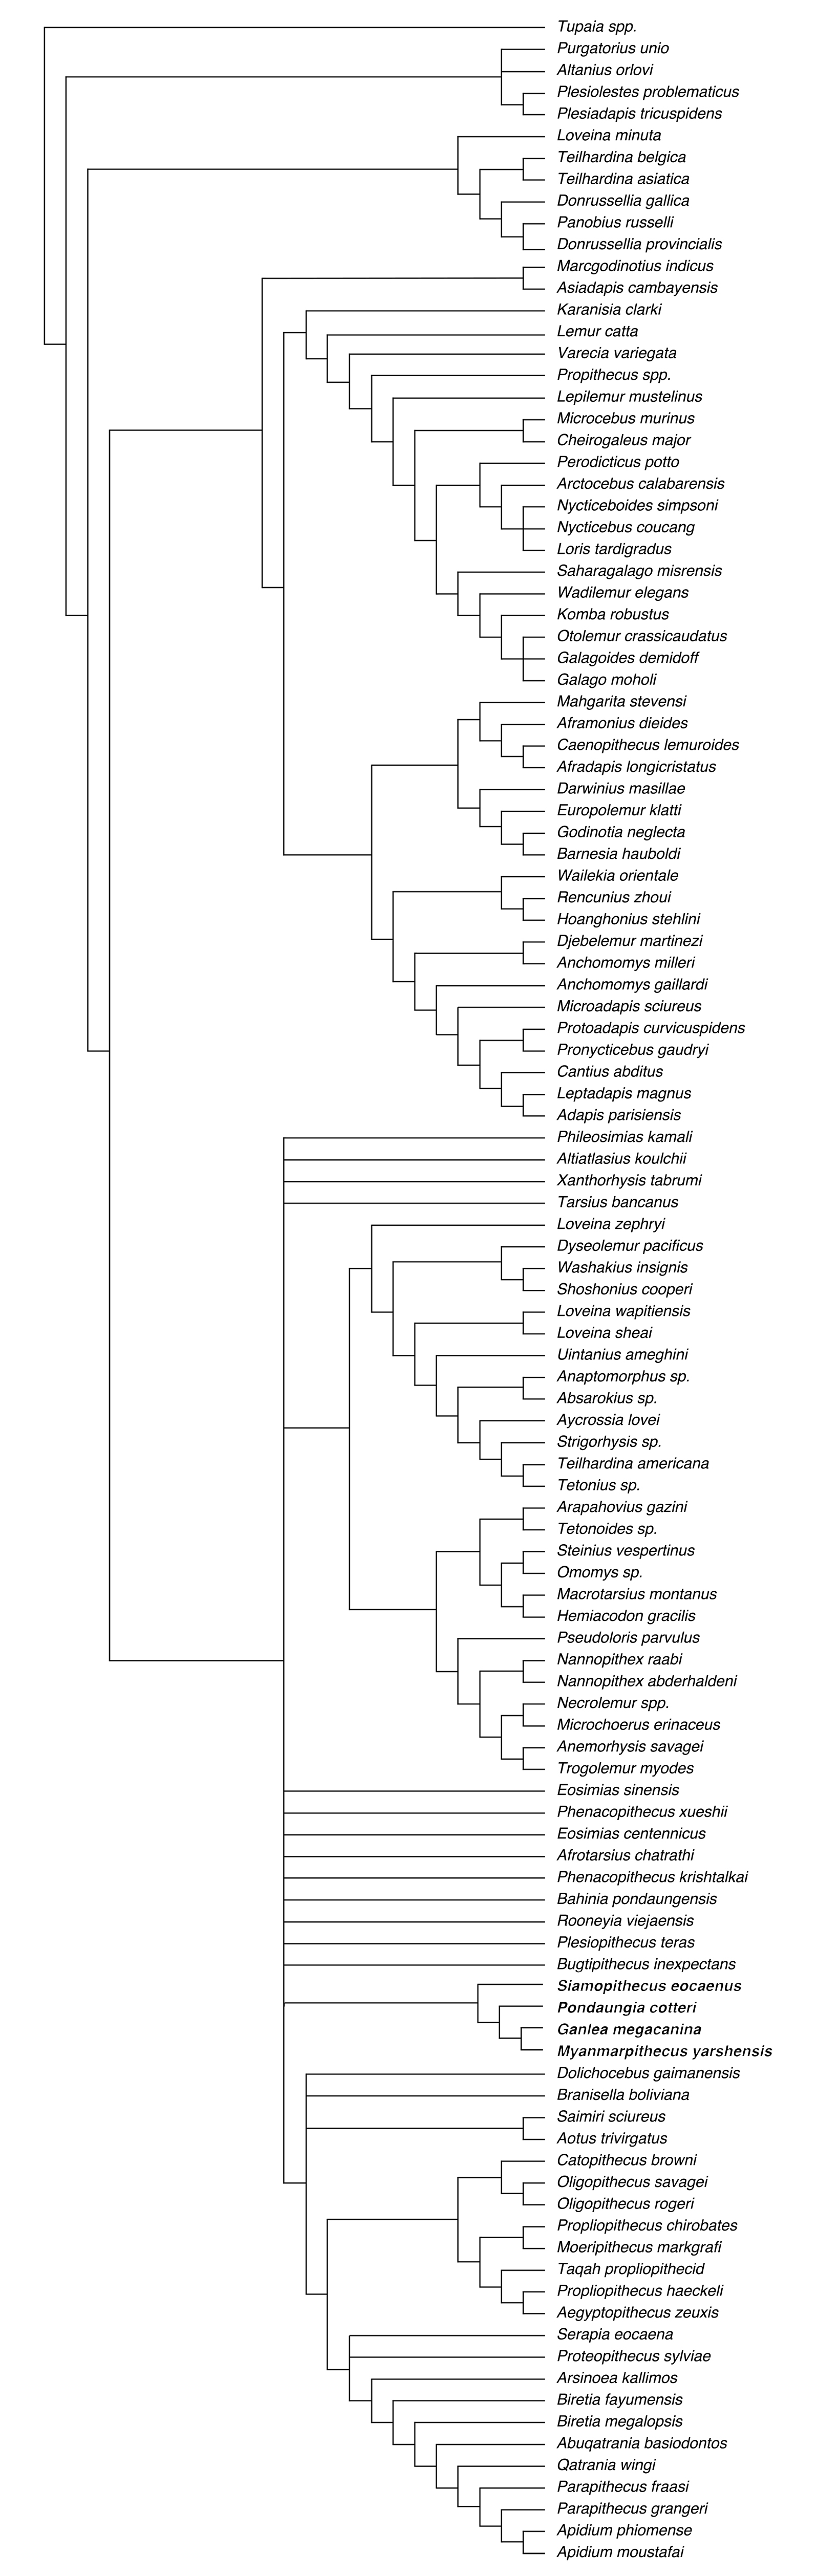 Tupaia spp.
Purgatorius unio
Altanius orlovi
Plesiolestes problematicus
Plesiadapis tricuspidens
Loveina minuta
Teilhardina belgica
Teilhardina asiatica
Donrussellia gallica
Panobius russelli
Donrussellia provincialis
Marcgodinotius indicus
Asiadapis cambayensis
Karanisia clarki
Lemur catta
Varecia variegata
Propithecus spp.
Lepilemur mustelinus
Microcebus murinus
Cheirogaleus major
Perodicticus potto
Arctocebus calabarensis
Nycticeboides simpsoni
Nycticebus coucang
Loris tardigradus
Saharagalago misrensis
Wadilemur elegans
Komba robustus
Otolemur crassicaudatus
Galagoides demidoff
Galago moholi
Mahgarita stevensi
Aframonius dieides
Caenopithecus lemuroides
Afradapis longicristatus
Darwinius masillae
Europolemur klatti
Godinotia neglecta
Barnesia hauboldi
Wailekia orientale
Rencunius zhoui
Hoanghonius stehlini
Djebelemur martinezi
Anchomomys milleri
Anchomomys gaillardi
Microadapis sciureus
Protoadapis curvicuspidens
Pronycticebus gaudryi
Cantius abditus
Leptadapis magnus
Adapis parisiensis
Phileosimias kamali
Altiatlasius koulchii
Xanthorhysis tabrumi
Tarsius bancanus
Loveina zephryi
Dyseolemur pacificus
Washakius insignis
Shoshonius cooperi
Loveina wapitiensis
Loveina sheai
Uintanius ameghini
Anaptomorphus sp.
Absarokius sp.
Aycrossia lovei
Strigorhysis sp.
Teilhardina americana
Tetonius sp.
Arapahovius gazini
Tetonoides sp.
Steinius vespertinus
Omomys sp.
Macrotarsius montanus
Hemiacodon gracilis
Pseudoloris parvulus
Nannopithex raabi
Nannopithex abderhaldeni
Necrolemur spp.
Microchoerus erinaceus
Anemorhysis savagei
Trogolemur myodes
Eosimias sinensis
Phenacopithecus xueshii
Eosimias centennicus
Afrotarsius chatrathi
Phenacopithecus krishtalkai
Bahinia pondaungensis
Rooneyia viejaensis
Plesiopithecus teras
Bugtipithecus inexpectans
Siamopithecus eocaenus
Pondaungia cotteri
Ganlea megacanina
Myanmarpithecus yarshensis
Dolichocebus gaimanensis
Branisella boliviana
Saimiri sciureus
Aotus trivirgatus
Catopithecus browni
Oligopithecus savagei
Oligopithecus rogeri
Propliopithecus chirobates
Moeripithecus markgrafi
Taqah propliopithecid
Propliopithecus haeckeli
Aegyptopithecus zeuxis
Serapia eocaena
Proteopithecus sylviae
Arsinoea kallimos
Biretia fayumensis
Biretia megalopsis
Abuqatrania basiodontos
Qatrania wingi
Parapithecus fraasi
Parapithecus grangeri
Apidium phiomense
Apidium moustafai